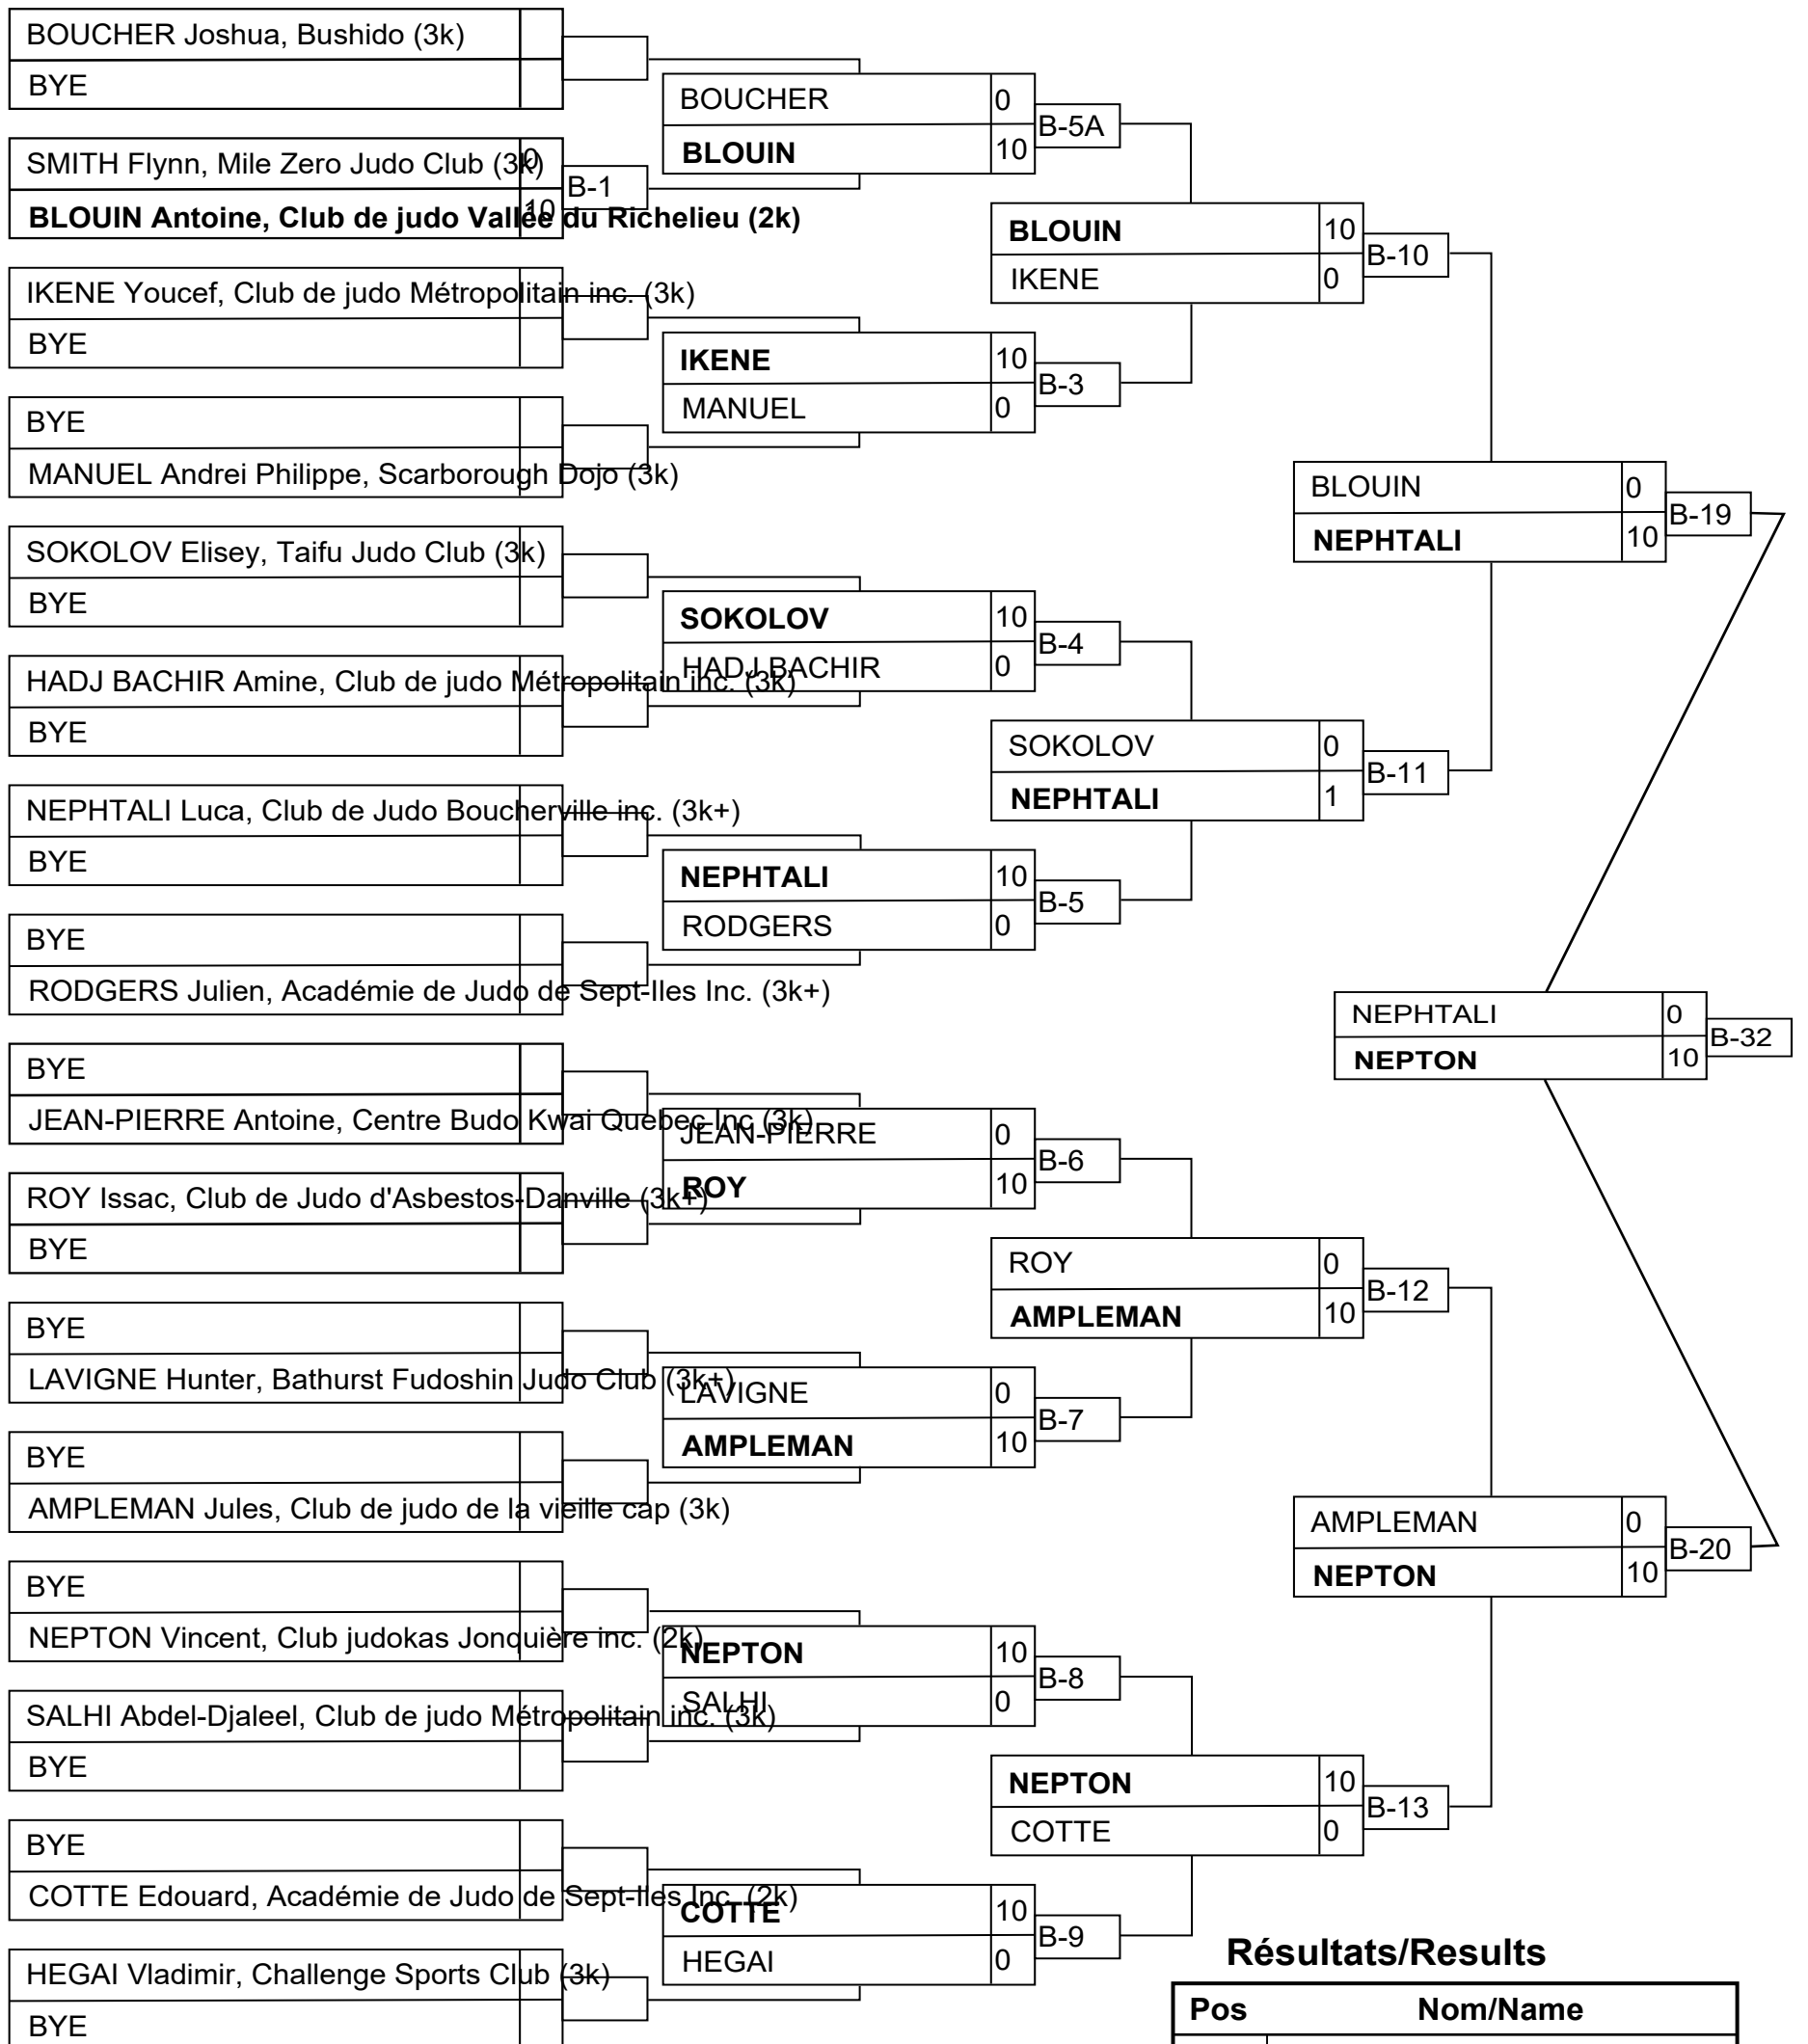 BOUCHER Joshua, Bushido (3k)
BYE
SMITH Flynn, Mile Zero Judo Club (3k) 0
BLOUIN Antoine, Club de judo Vallée du Richelieu (2k) 10
B-1
IKENE Youcef, Club de judo Métropolitain inc. (3k)
BYE
BYE
MANUEL Andrei Philippe, Scarborough Dojo (3k)
SOKOLOV Elisey, Taifu Judo Club (3k)
BYE
HADJ BACHIR Amine, Club de judo Métropolitain inc. (3k)
BYE
NEPHTALI Luca, Club de Judo Boucherville inc. (3k+)
BYE
BYE
RODGERS Julien, Académie de Judo de Sept-Iles Inc. (3k+)
BYE
JEAN-PIERRE Antoine, Centre Budo Kwai Quebec Inc (3k)
ROY Issac, Club de Judo d'Asbestos-Danville (3k+)
BYE
BYE
LAVIGNE Hunter, Bathurst Fudoshin Judo Club (3k+)
BYE
AMPLEMAN Jules, Club de judo de la vieille cap (3k)
BYE
NEPTON Vincent, Club judokas Jonquière inc. (2k)
SALHI Abdel-Djaleel, Club de judo Métropolitain inc. (3k)
BYE
BYE
COTTE Edouard, Académie de Judo de Sept-Iles Inc. (2k)
HEGAI Vladimir, Challenge Sports Club (3k)
BYE
BOUCHER 0
BLOUIN 10
B-5A
IKENE 10
MANUEL 0
B-3
SOKOLOV 10
HADJ BACHIR 0
B-4
NEPHTALI 10
RODGERS 0
B-5
JEAN-PIERRE 0
ROY 10
B-6
LAVIGNE 0
AMPLEMAN 10
B-7
NEPTON 10
SALHI 0
B-8
COTTE 10
HEGAI 0
B-9
BLOUIN 10
IKENE 0
B-10
SOKOLOV 0
NEPHTALI 1
B-11
ROY 0
AMPLEMAN 10
B-12
NEPTON 10
COTTE 0
B-13
BLOUIN 0
NEPHTALI 10
B-19
AMPLEMAN 0
NEPTON 10
B-20
NEPHTALI 0
NEPTON 10
B-32
Résultats/Results
Pos Nom/Name